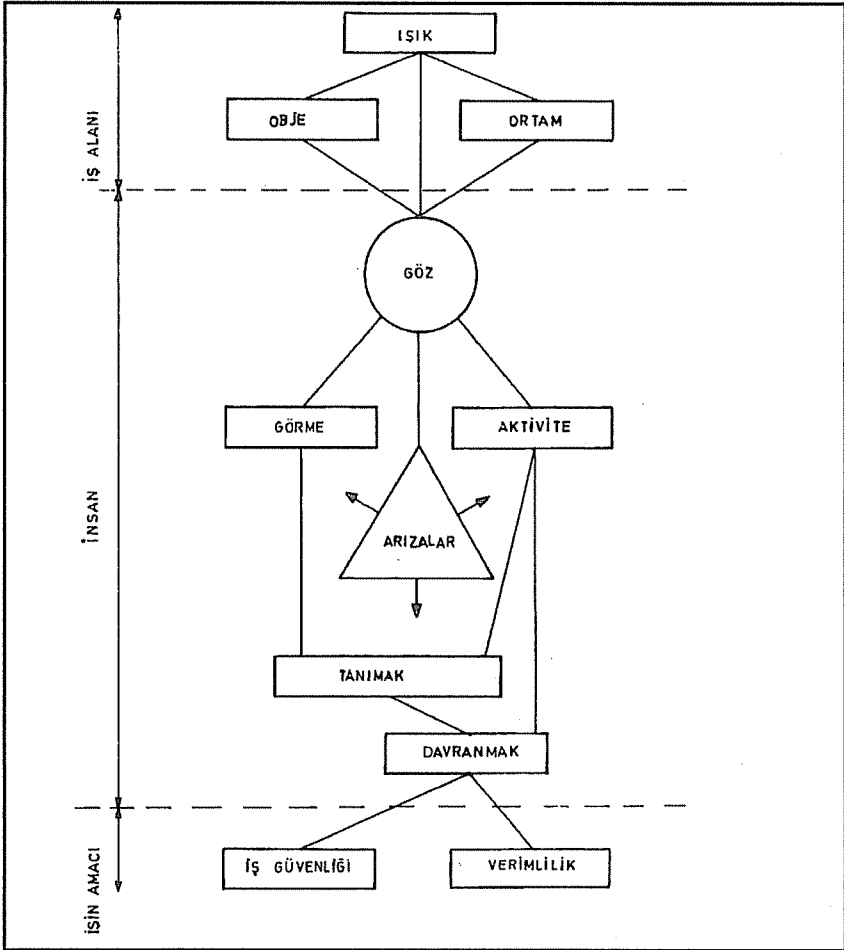 IŞIK
OBJE
ORTAM
İŞ ALANI
GÖZ
GÖRME
AKTİVİTE
İNSAN
ARIZALAR
TANIMAK
DAVRANMAK
İŞ GÜVENLİĞİ
VERİMLİLİK
İŞİN AMACI